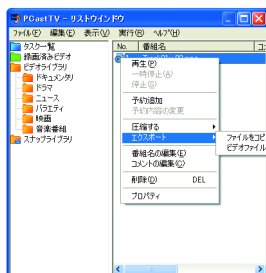 PCastTV - リストウインドウ
ファイル(F) 編集(E) 表示(V) 実行(R) ヘルプ(H)
タスク一覧
録画済みビデオ
ビデオライブラリ
ドキュメンタリ
ドラマ
ニュース
バラエティ
映画
音楽番組
スナップライブラリ
No. 番組名 コ
再生(P)
一時停止(A)
停止(S)
予約追加
予約内容の変更
圧縮する
エクスポート
番組名の編集(E)
コメントの編集(C)
削除(D) DEL
プロパティ
ファイルをコピ
ビデオファイル